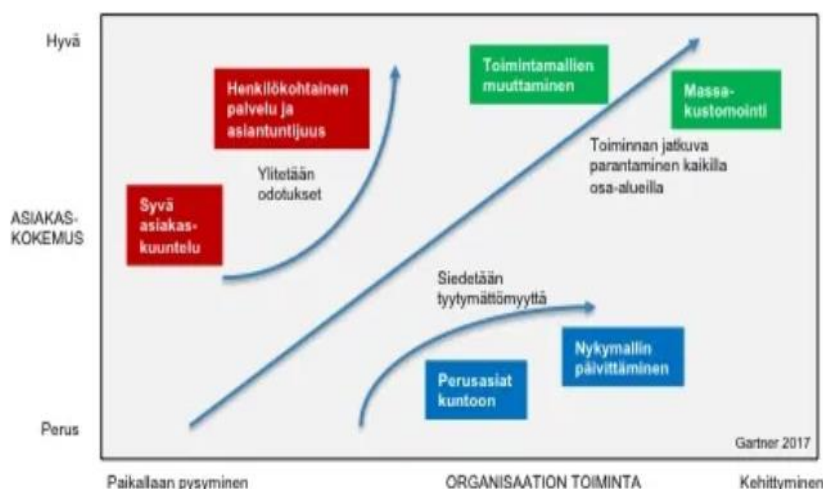 Hyvä
Henkilökohtainen
palvelu ja
asiantuntijuus
Toimintamallien
muuttaminen
Massa-
kustomointi
Ylitetään
odotukset
Toiminnan jatkuva
parantaminen kaikilla
osa-alueilla
Syvä
asiakas-
kuuntelu
ASIAKAS-
KOKEMUS
Siedetään
tyytymättömyyttä
Nykymallin
päivittäminen
Perusasiat
kuntoon
Perus
Gartner 2017
Paikallaan pysyminen
ORGANISAATION TOIMINTA
Kehittyminen